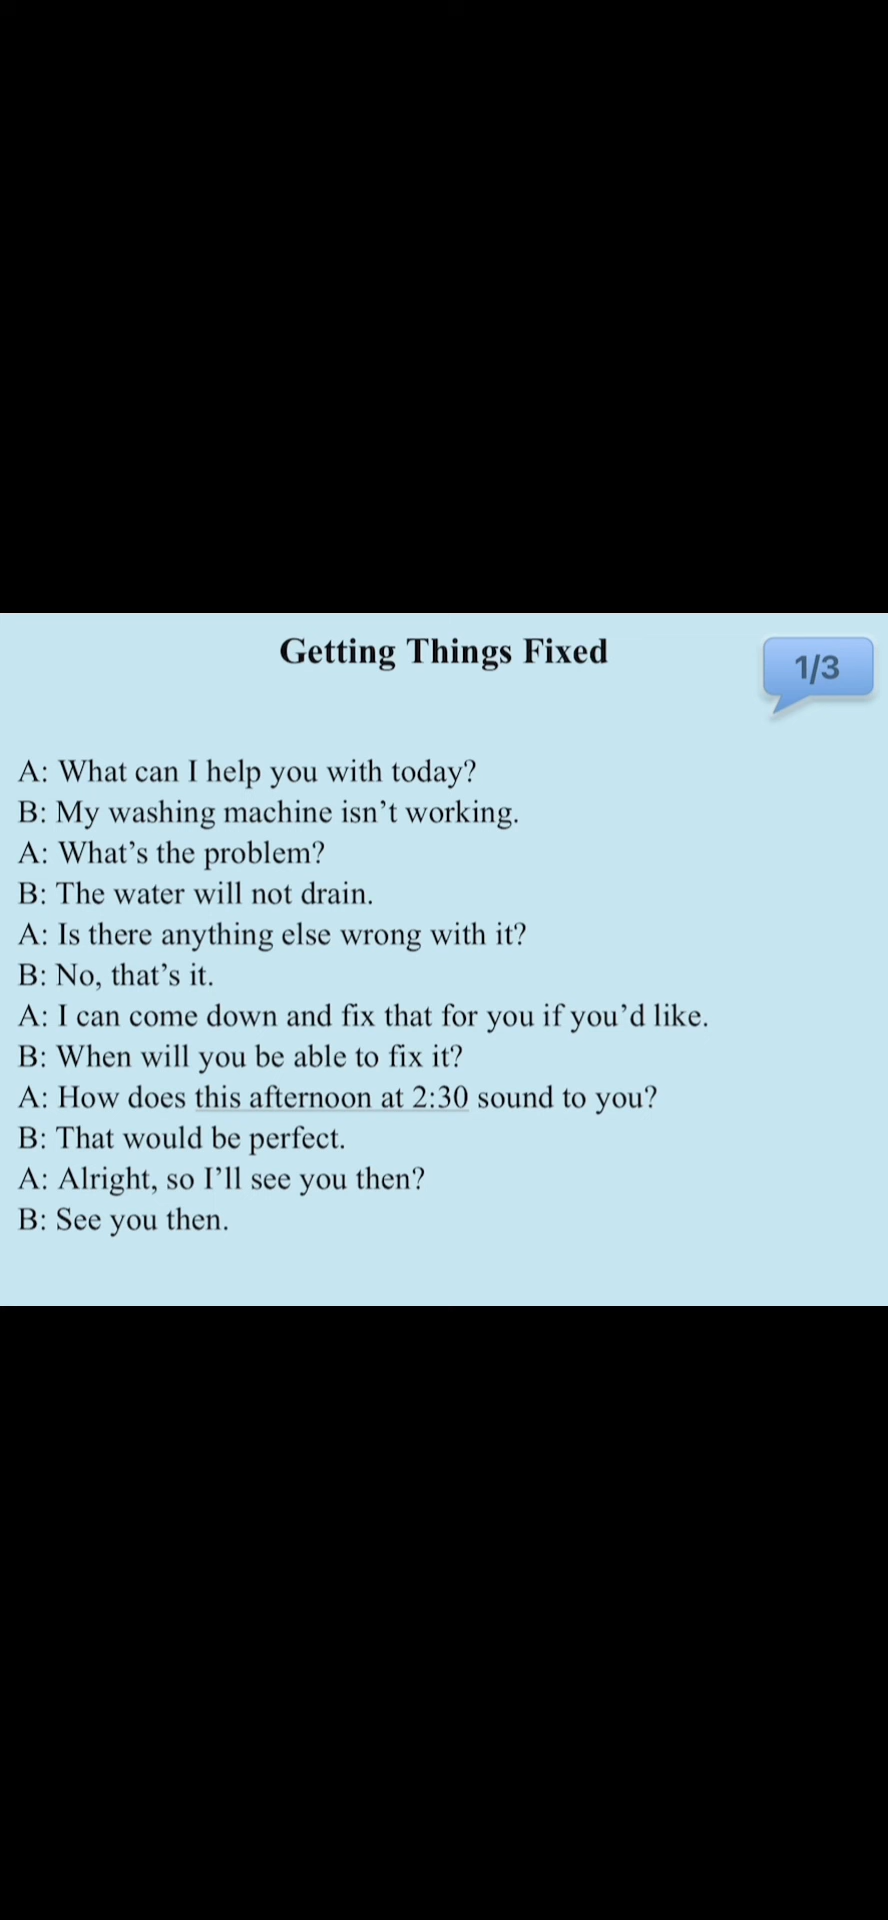 Getting Things Fixed
1/3
A: What can I help you with today?
B: My washing machine isn’t working.
A: What’s the problem?
B: The water will not drain.
A: Is there anything else wrong with it?
B: No, that’s it.
A: I can come down and fix that for you if you’d like.
B: When will you be able to fix it?
A: How does this afternoon at 2:30 sound to you?
B: That would be perfect.
A: Alright, so I’ll see you then?
B: See you then.